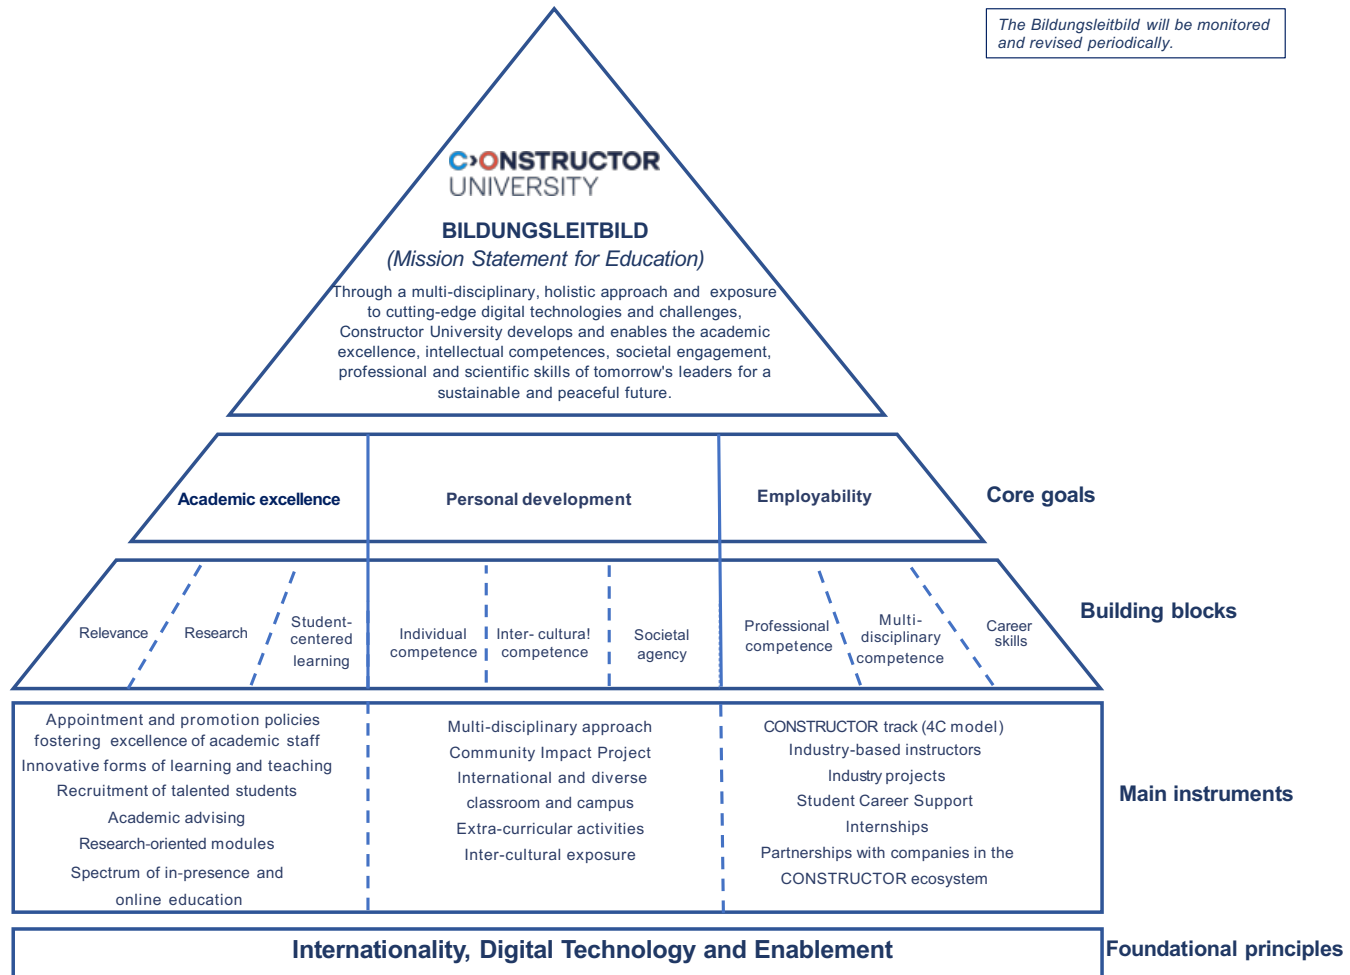 The Bildungsleitbild will be monitored
and revised periodically.
C›ONSTRUCTOR
UNIVERSITY
BILDUNGSLEITBILD
(Mission Statement for Education)
Through a multi-disciplinary, holistic approach and exposure
to cutting-edge digital technologies and challenges,
Constructor University develops and enables the academic
excellence, intellectual competences, societal engagement,
professional and scientific skills of tomorrow's leaders for a
sustainable and peaceful future.
Academic excellence
Personal development
Employability
Core goals
Relevance
Research
Student-
centered
learning
Individual
competence
Inter- cultura!
competence
Societal
agency
Professional
competence
Multi-
disciplinary
competence
Career
skills
Building blocks
Appointment and promotion policies
fostering excellence of academic staff
Innovative forms of learning and teaching
Recruitment of talented students
Academic advising
Research-oriented modules
Spectrum of in-presence and
online education
Multi-disciplinary approach
Community Impact Project
International and diverse
classroom and campus
Extra-curricular activities
Inter-cultural exposure
CONSTRUCTOR track (4C model)
Industry-based instructors
Industry projects
Student Career Support
Internships
Partnerships with companies in the
CONSTRUCTOR ecosystem
Main instruments
Internationality, Digital Technology and Enablement
Foundational principles